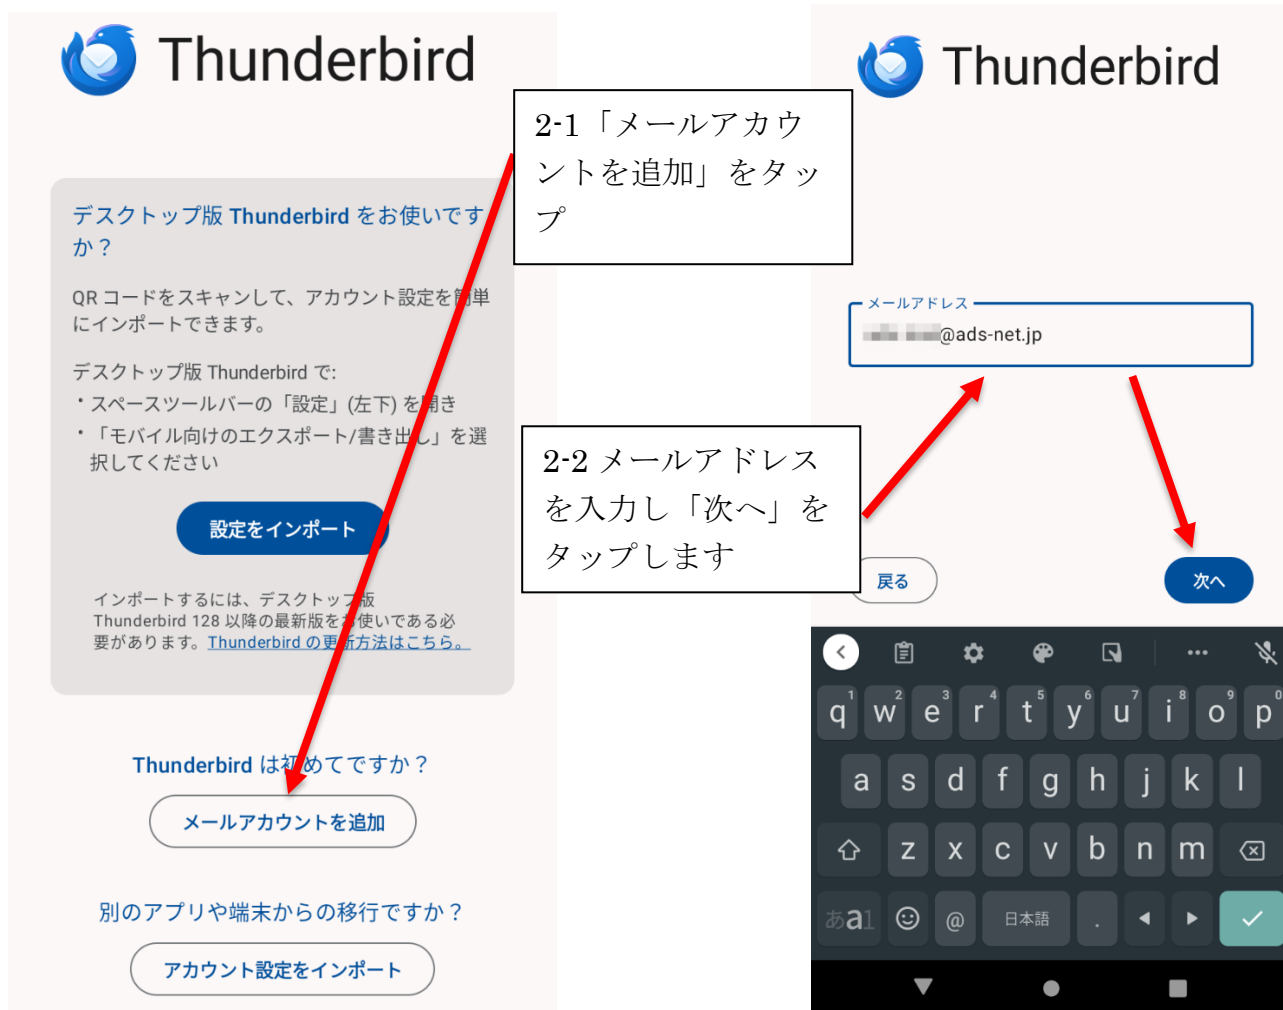 Thunderbird
デスクトップ版 Thunderbird をお使いです
か？
QR コードをスキャンして、アカウント設定を簡単
にインポートできます。
デスクトップ版 Thunderbird で:
・スペースツールバーの「設定」(左下) を開き
・「モバイル向けのエクスポート/書き出し」を選
択してください
設定をインポート
インポートするには、デスクトップ版
Thunderbird 128 以降の最新版をお使いである必
要があります。Thunderbird の更新方法はこちら。
Thunderbird は初めてですか？
メールアカウントを追加
別のアプリや端末からの移行ですか？
アカウント設定をインポート
2-1「メールアカウ
ントを追加」をタッ
プ
2-2 メールアドレス
を入力し「次へ」を
タップします
Thunderbird
メールアドレス
@ads-net.jp
戻る
次へ
q1 w2 e3 r4 t5 y6 u7 i8 o9 p0
a s d f g h j k l
z x c v b n m
あa1 @ 日本語 .